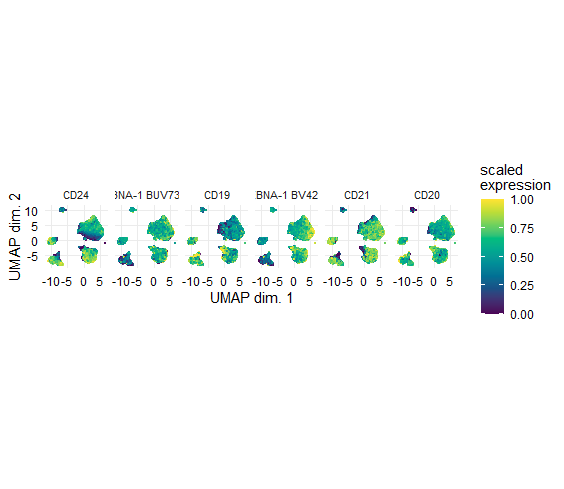 scaled
expression
CD24
BNA-1 BUV73
CD19
BNA-1 BV42
CD21
CD20
1.00
0.75
0.50
0.25
0.00
UMAP dim. 2
10
5
0
-5
-10 -5 0 5 -10 -5 0 5 -10 -5 0 5 -10 -5 0 5 -10 -5 0 5 -10 -5 0 5
UMAP dim. 1